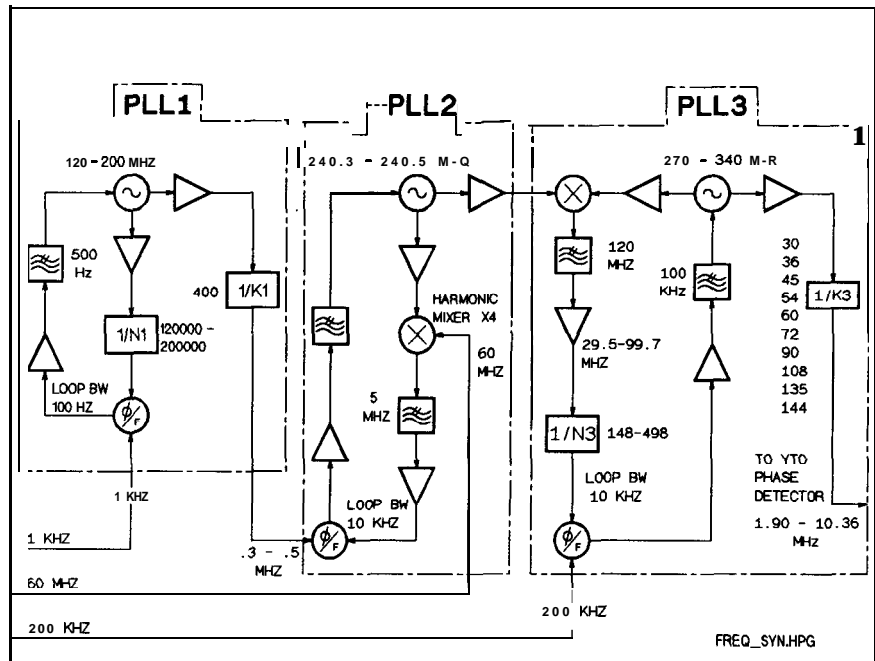 PLL1
PLL2
PLL3
1
120-200 MHZ
240.3 - 240.5 M-Q
270 - 340 M-R
500
Hz
400
1/K1
1/N1
120000 -
200000
LOOP BW
100 HZ
ϕ/F
1 KHZ
HARMONIC
MIXER X4
60
MHZ
5
MHZ
LOOP BW
10 KHZ
ϕ/F
.3 - .5
MHZ
120
MHZ
100
KHz
29.5-99.7
MHZ
1/N3
148-498
LOOP BW
10 KHZ
ϕ/F
30
36
45
54
60
72
90
108
135
144
1/K3
TO YTO
PHASE
DETECTOR
1.90 - 10.36
MHz
1 KHZ
60 MHZ
200 KHZ
200 KHZ
FREQ_SYN.HPG